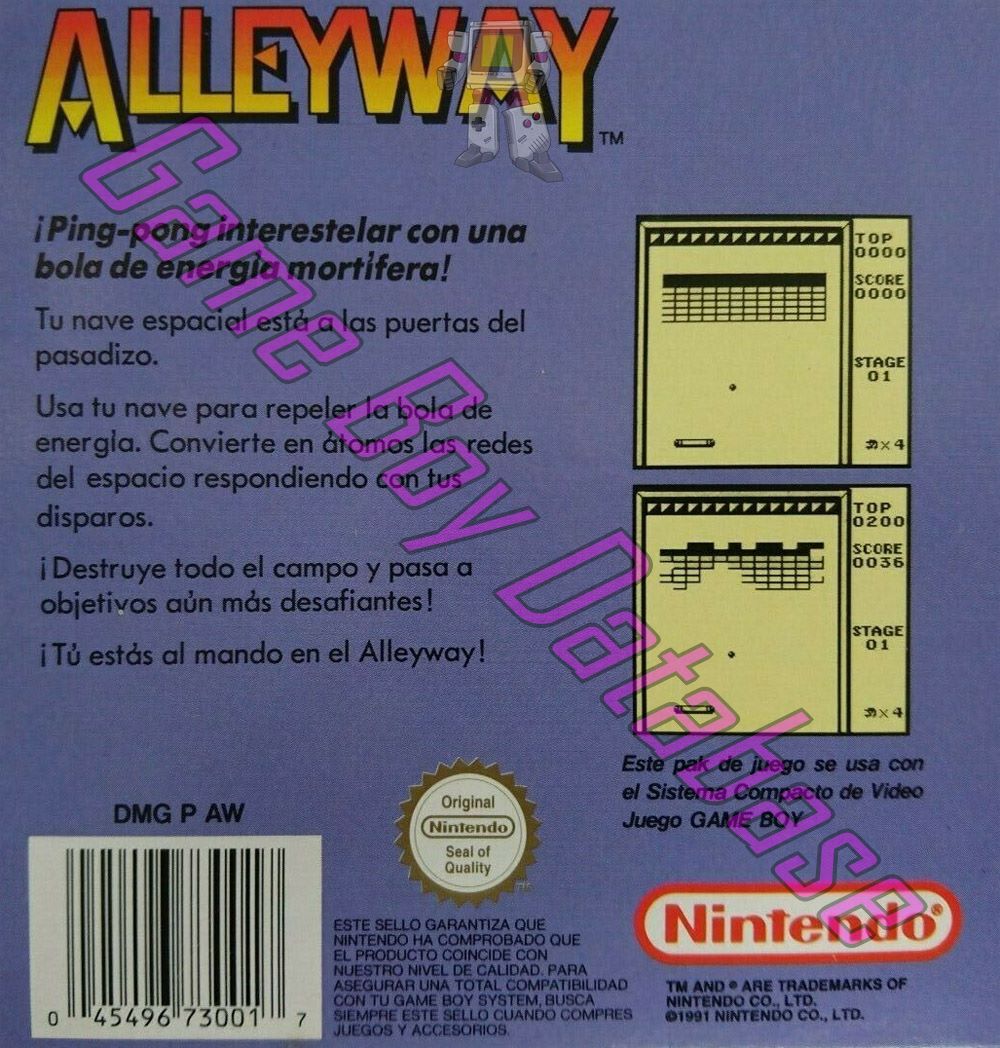 ALLEYWAY TM
¡Ping-pong interestelar con una
bola de energía mortífera!
Tu nave espacial está a las puertas del
pasadizo.
Usa tu nave para repeler la bola de
energía. Convierte en átomos las redes
del espacio respondiendo con tus
disparos.
¡Destruye todo el campo y pasa a
objetivos aún más desafiantes!
¡Tú estás al mando en el Alleyway!
TOP
0000
SCORE
0000
STAGE
01
×4
TOP
0200
SCORE
0036
STAGE
01
×4
Este pak de juego se usa con
el Sistema Compacto de Video
Juego GAME BOY
DMG P AW
0 45496 73001 7
Original
Nintendo
Seal of
Quality
TM
ESTE SELLO GARANTIZA QUE
NINTENDO HA COMPROBADO QUE
EL PRODUCTO COINCIDE CON
NUESTRO NIVEL DE CALIDAD. PARA
ASEGURAR UNA TOTAL COMPATIBILIDAD
CON TU GAME BOY SYSTEM, BUSCA
SIEMPRE ESTE SELLO CUANDO COMPRES
JUEGOS Y ACCESORIOS.
Nintendo®
TM AND ® ARE TRADEMARKS OF
NINTENDO CO., LTD.
©1991 NINTENDO CO., LTD.
Game Boy Database